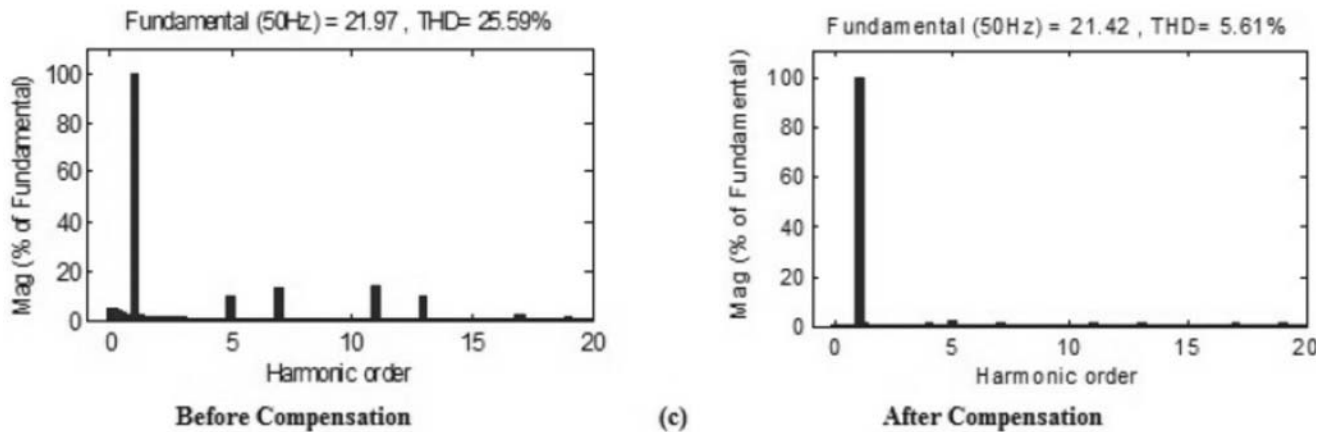 Fundamental (50Hz) = 21.97 , THD= 25.59%
Mag (% of Fundamental)
100
80
60
40
20
0
0 5 10 15 20
Harmonic order
Before Compensation
(c)
Fundamental (50Hz) = 21.42 , THD= 5.61%
Mag (% of Fundamental)
100
80
60
40
20
0
0 5 10 15 20
Harmonic order
After Compensation